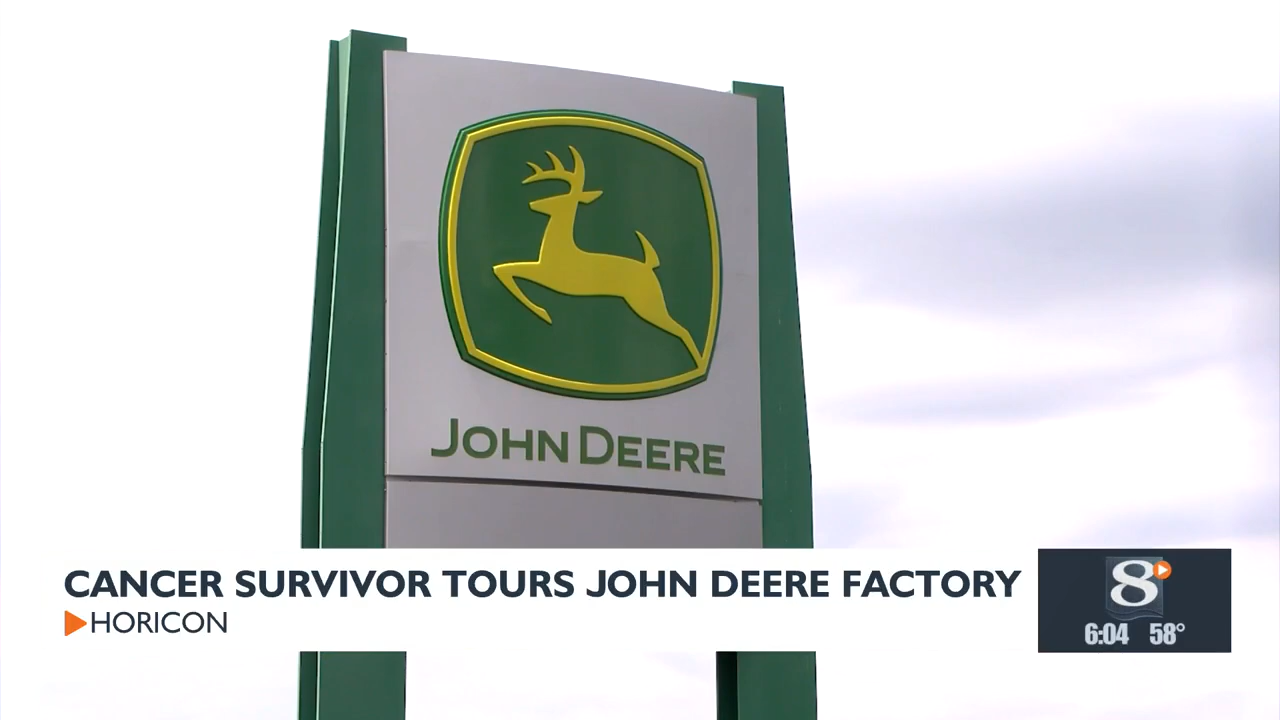 JOHN DEERE
CANCER SURVIVOR TOURS JOHN DEERE FACTORY
HORICON
8
6:04 58°